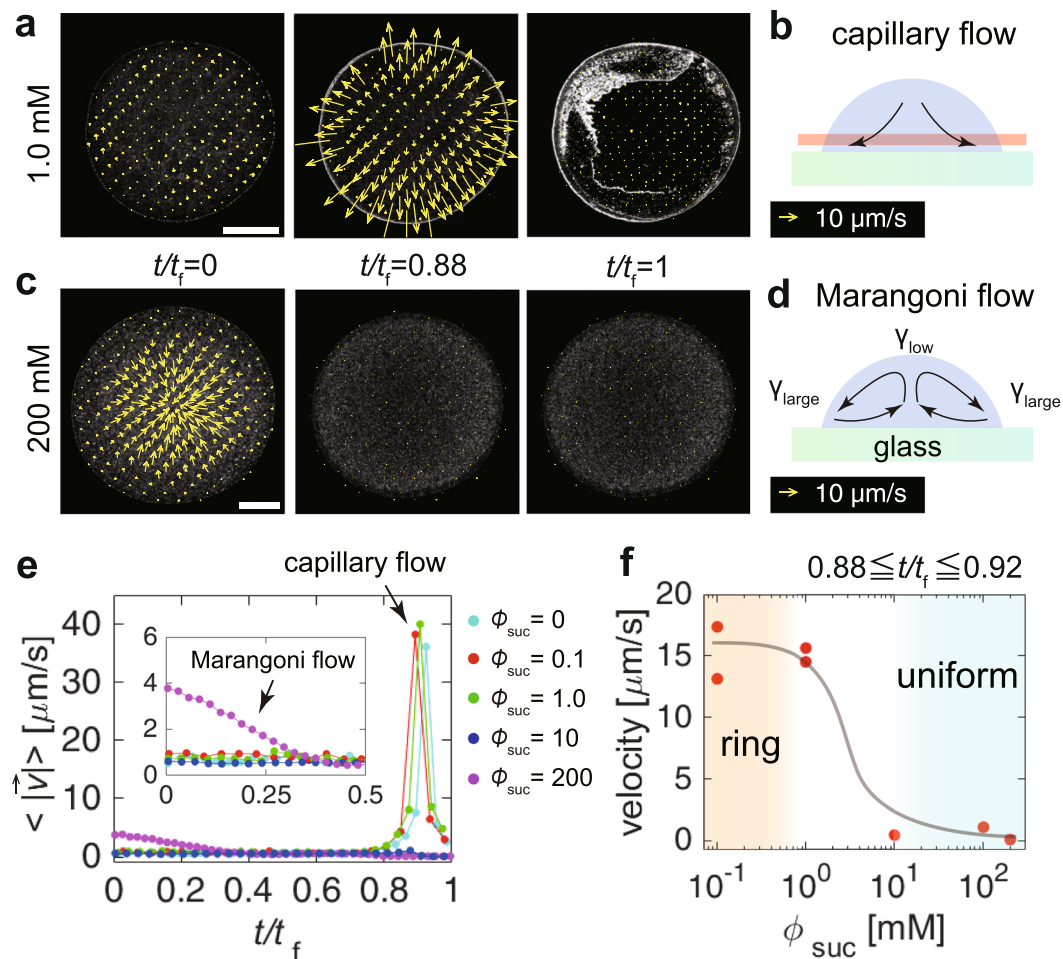 a
1.0 mM
t/tf=0
t/tf=0.88
t/tf=1
b
capillary flow
10 μm/s
c
200 mM
d
Marangoni flow
γlow
γlarge
γlarge
glass
10 μm/s
e
capillary flow
< |v⃗| > [μm/s]
40
30
20
10
0
0
0.2
0.4
0.6
0.8
1
t/tf
6
4
2
0
0
0.25
0.5
Marangoni flow
ϕsuc= 0
ϕsuc= 0.1
ϕsuc= 1.0
ϕsuc= 10
ϕsuc= 200
f
0.88≦t/tf≦0.92
velocity [μm/s]
20
15
10
5
0
ring
uniform
10⁻¹
10⁰
10¹
10²
ϕsuc [mM]